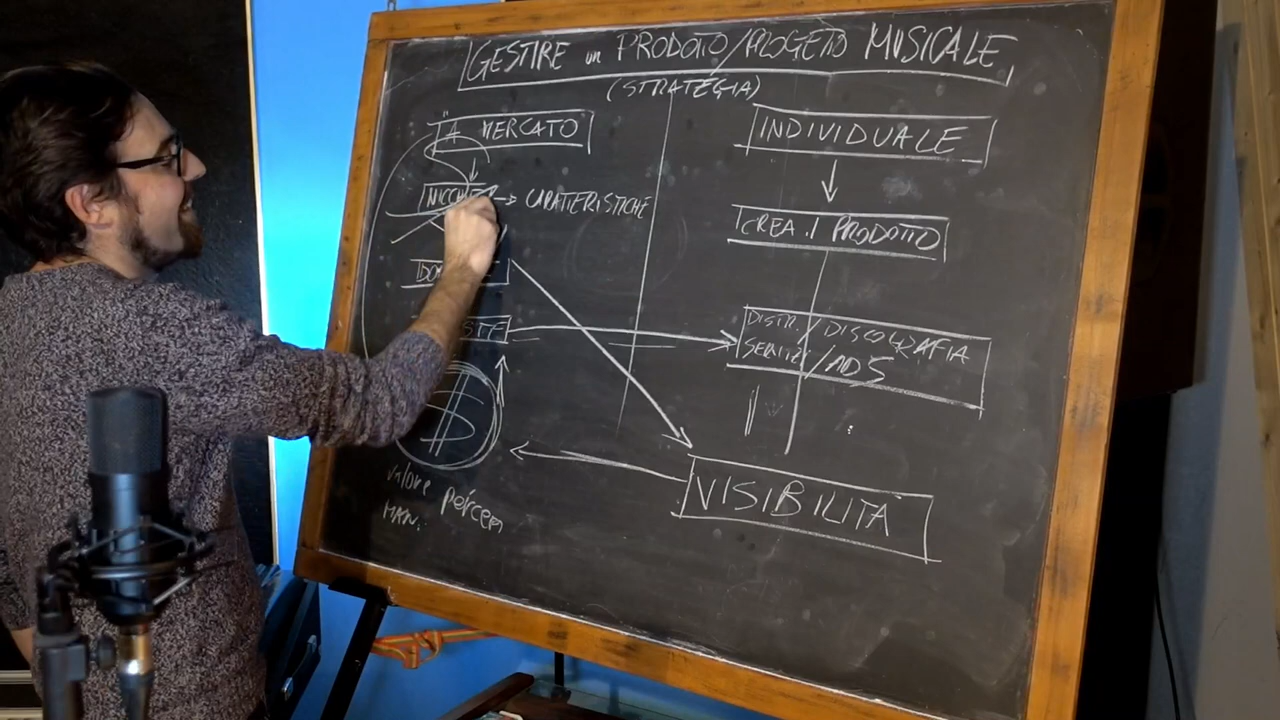 GESTIRE un PRODOTTO/PROGETTO MUSICALE
(STRATEGIA)
"A MERCATO
INDIVIDUALE
→ CARATTERISTICHE
CREA il PRODOTTO
DISTR. / DISCOGRAFIA
SERVIZI / ADS
$
VISIBILITÀ
valore percep
MAN.